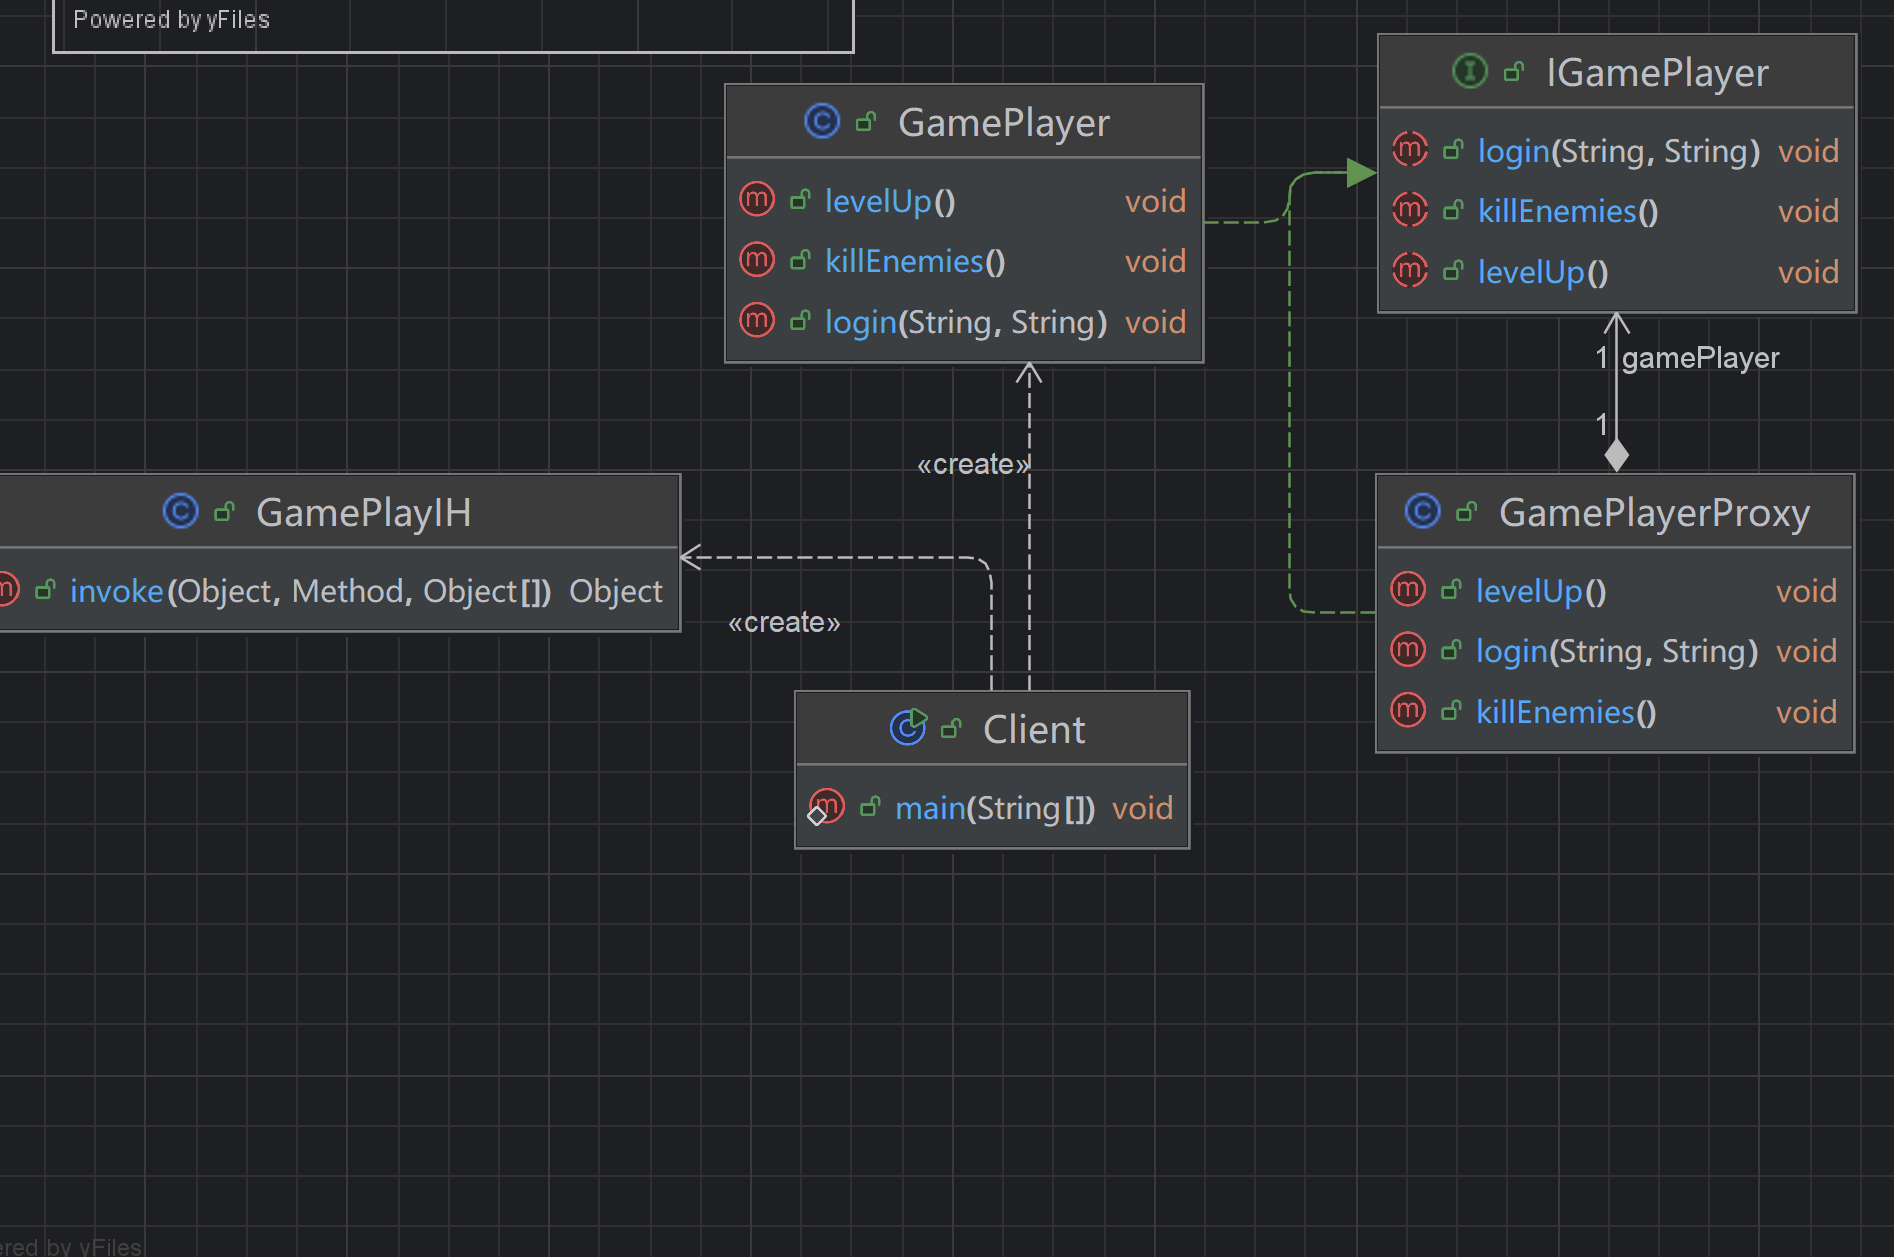 Powered by yFiles
GamePlayer
levelUp() void
killEnemies() void
login(String, String) void
IGamePlayer
login(String, String) void
killEnemies() void
levelUp() void
1 gamePlayer
1
«create»
GamePlayIH
m invoke(Object, Method, Object[]) Object
«create»
GamePlayerProxy
levelUp() void
login(String, String) void
killEnemies() void
Client
main(String[]) void
ered by yFiles